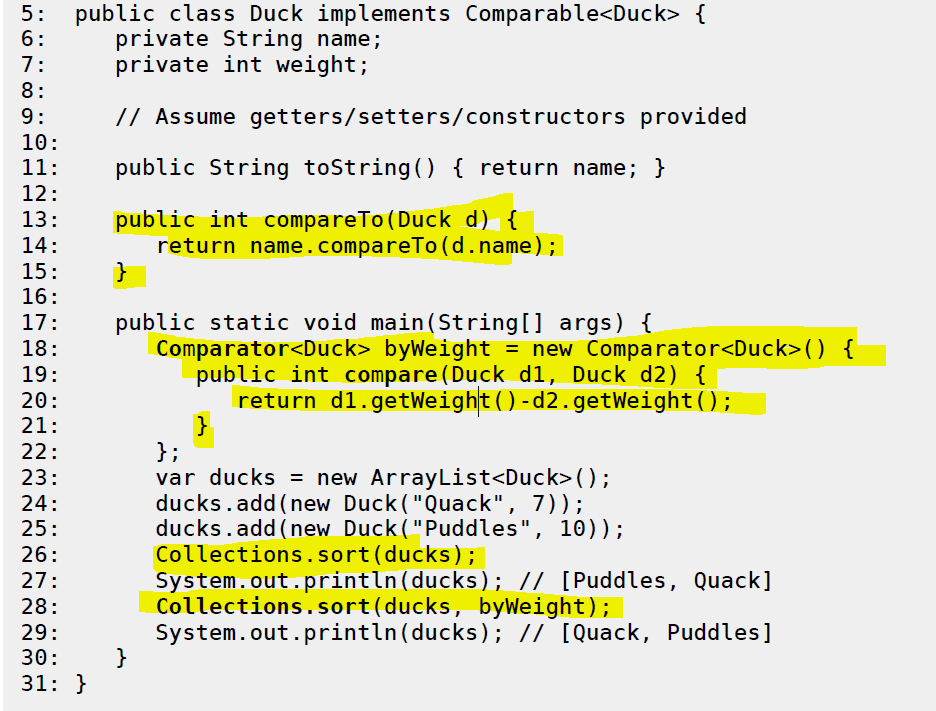 5: public class Duck implements Comparable<Duck> {
6:    private String name;
7:    private int weight;
8:
9:    // Assume getters/setters/constructors provided
10:
11:    public String toString() { return name; }
12:
13:    public int compareTo(Duck d) {
14:       return name.compareTo(d.name);
15:    }
16:
17:    public static void main(String[] args) {
18:       Comparator<Duck> byWeight = new Comparator<Duck>() {
19:          public int compare(Duck d1, Duck d2) {
20:             return d1.getWeight()-d2.getWeight();
21:          }
22:       };
23:       var ducks = new ArrayList<Duck>();
24:       ducks.add(new Duck("Quack", 7));
25:       ducks.add(new Duck("Puddles", 10));
26:       Collections.sort(ducks);
27:       System.out.println(ducks); // [Puddles, Quack]
28:       Collections.sort(ducks, byWeight);
29:       System.out.println(ducks); // [Quack, Puddles]
30:    }
31: }